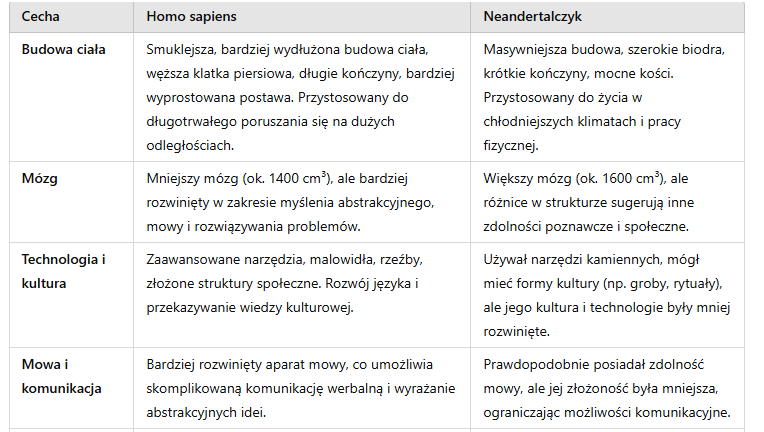 Cecha Homo sapiens Neandertalczyk
Budowa ciała
Smuklejsza, bardziej wydłużona budowa ciała,
węższa klatka piersiowa, długie kończyny, bardziej
wyprostowana postawa. Przystosowany do
długotrwałego poruszania się na dużych
odległościach.
Masywniejsza budowa, szerokie biodra,
krótkie kończyny, mocne kości.
Przystosowany do życia w
chłodniejszych klimatach i pracy
fizycznej.
Mózg
Mniejszy mózg (ok. 1400 cm³), ale bardziej
rozwinięty w zakresie myślenia abstrakcyjnego,
mowy i rozwiązywania problemów.
Większy mózg (ok. 1600 cm³), ale
różnice w strukturze sugerują inne
zdolności poznawcze i społeczne.
Technologia i
kultura
Zaawansowane narzędzia, malowidła, rzeźby,
złożone struktury społeczne. Rozwój języka i
przekazywanie wiedzy kulturowej.
Używał narzędzi kamiennych, mógł
mieć formy kultury (np. groby, rytuały),
ale jego kultura i technologie były mniej
rozwinięte.
Mowa i
komunikacja
Bardziej rozwinięty aparat mowy, co umożliwia
skomplikowaną komunikację werbalną i wyrażanie
abstrakcyjnych idei.
Prawdopodobnie posiadał zdolność
mowy, ale jej złożoność była mniejsza,
ograniczając możliwości komunikacyjne.